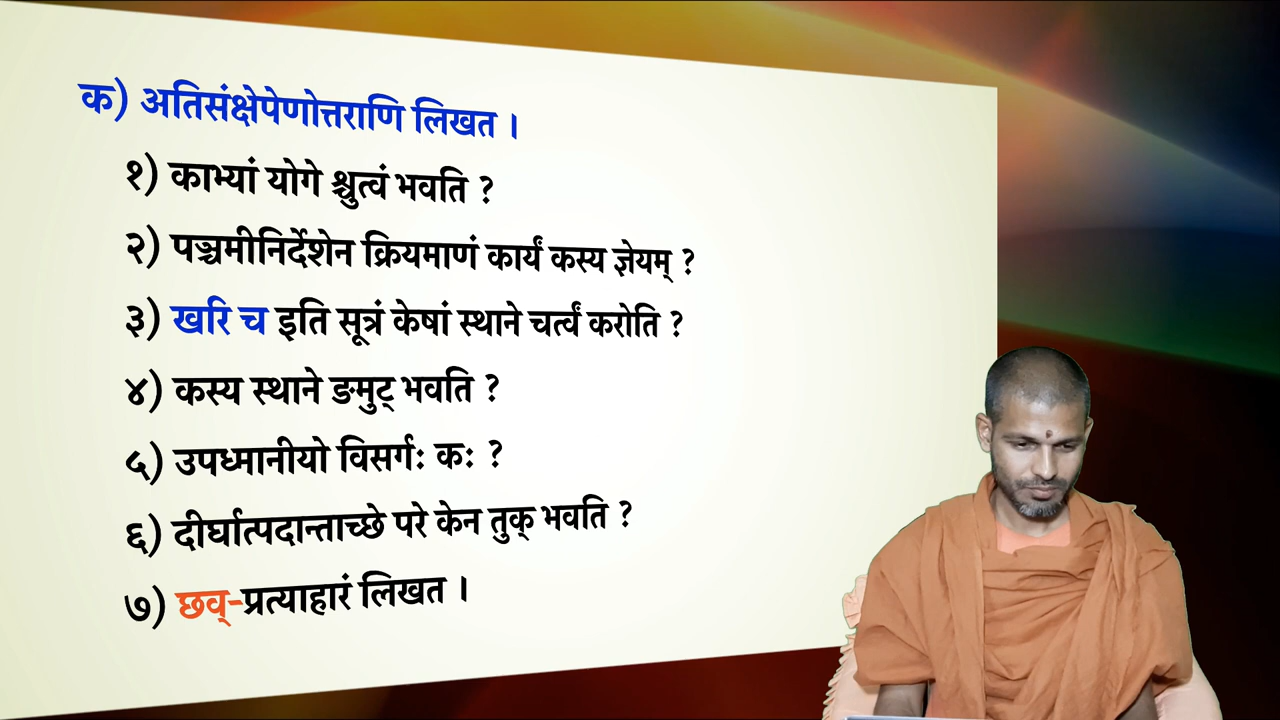 क) अतिसंक्षेपेणोत्तराणि लिखत ।
१) काभ्यां योगे श्चुत्वं भवति ?
२) पञ्चमीनिर्देशेन क्रियमाणं कार्यं कस्य ज्ञेयम् ?
३) खरि च इति सूत्रं केषां स्थाने चर्त्वं करोति ?
४) कस्य स्थाने ङमुट् भवति ?
५) उपध्मानीयो विसर्गः कः ?
६) दीर्घात्पदान्ताच्छे परे केन तुक् भवति ?
७) छव्-प्रत्याहारं लिखत ।